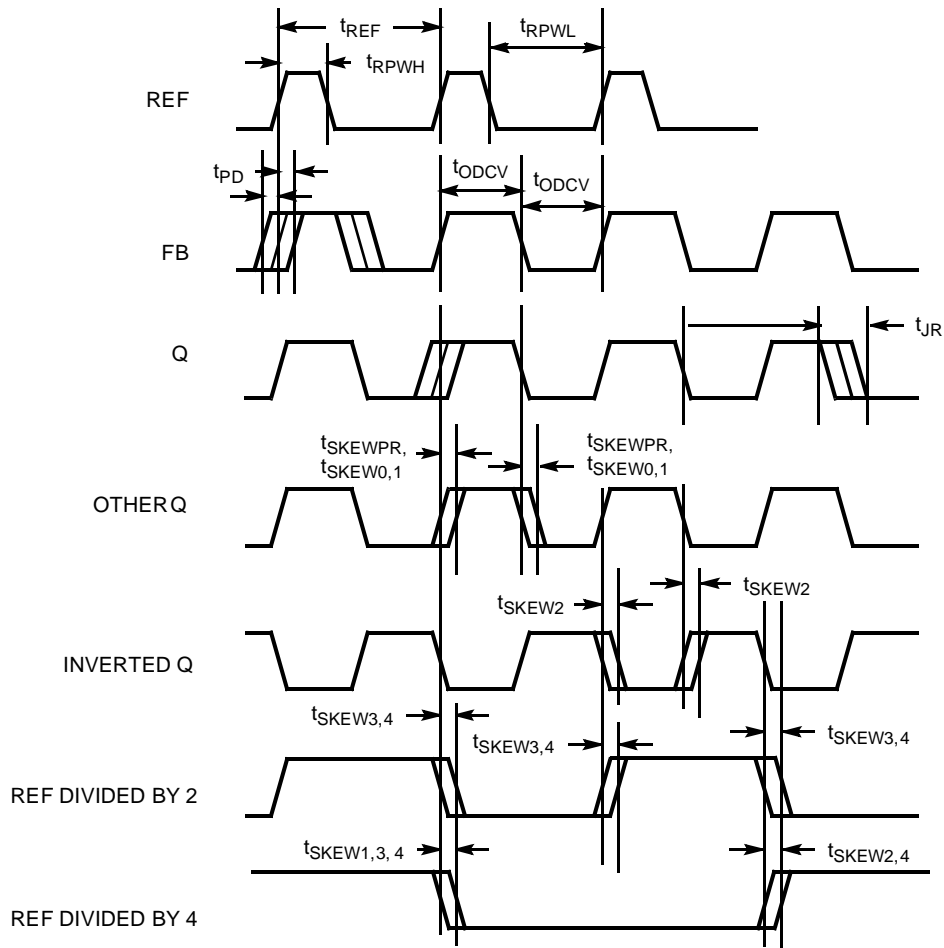 tREF
tRPWL
tRPWH
REF
tPD
tODCV
tODCV
FB
tJR
Q
tSKEWPR,
tSKEW0,1
tSKEWPR,
tSKEW0,1
OTHER Q
tSKEW2
tSKEW2
INVERTED Q
tSKEW3,4
tSKEW3,4
tSKEW3,4
REF DIVIDED BY 2
tSKEW1,3, 4
tSKEW2,4
REF DIVIDED BY 4